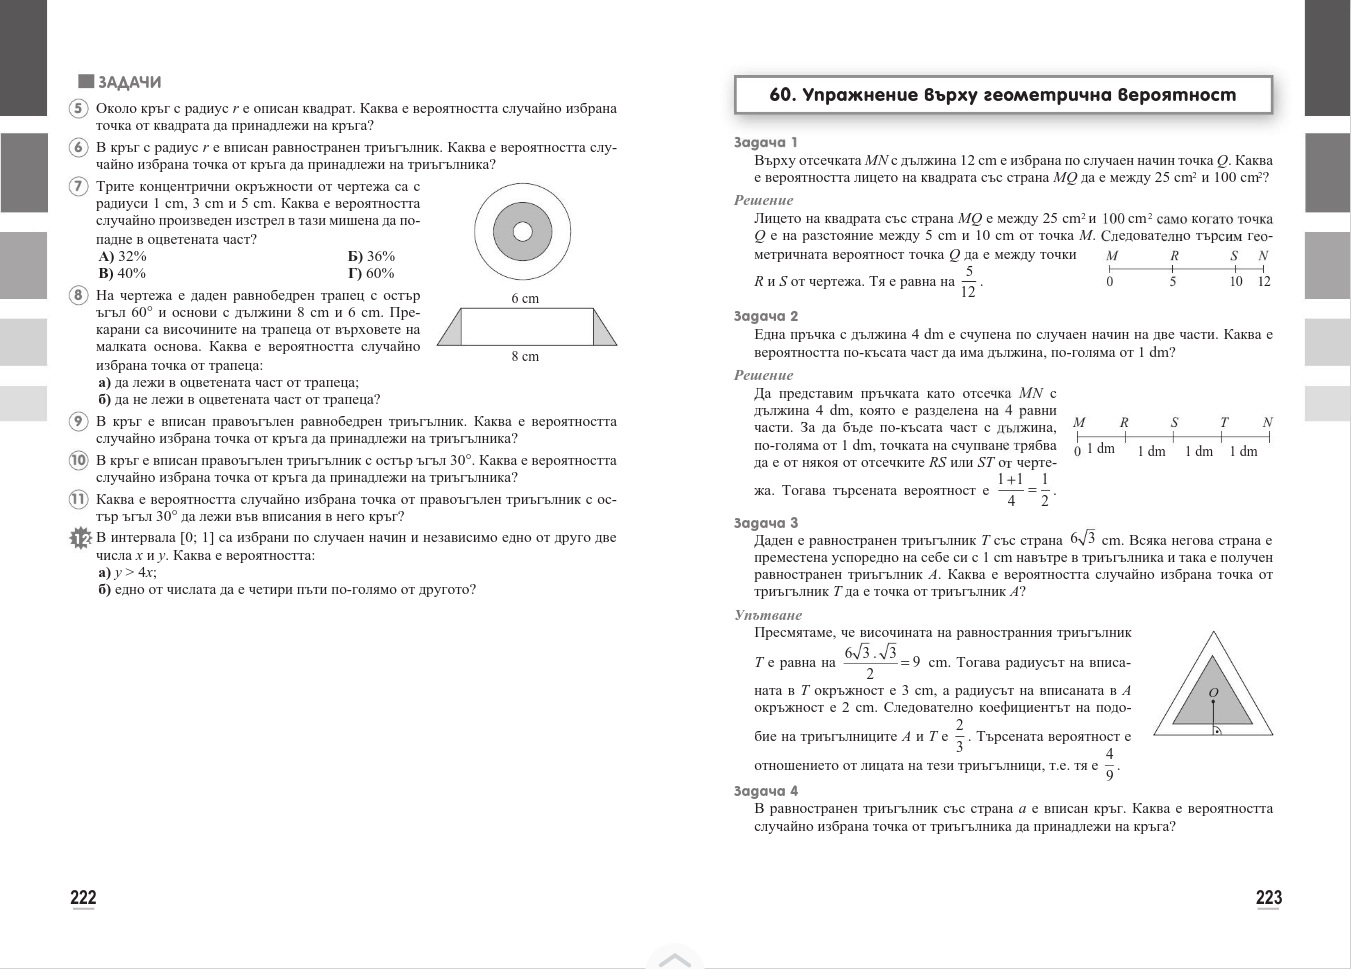 ЗАДАЧИ
5 Около кръг с радиус r е описан квадрат. Каква е вероятността случайно избрана
точка от квадрата да принадлежи на кръга?
6 В кръг с радиус r е вписан равностранен триъгълник. Каква е вероятността слу-
чайно избрана точка от кръга да принадлежи на триъгълника?
7 Трите концентрични окръжности от чертежа са с
радиуси 1 cm, 3 cm и 5 cm. Каква е вероятността
случайно произведен изстрел в тази мишена да по-
падне в оцветената част?
А) 32% Б) 36%
В) 40% Г) 60%
8 На чертежа е даден равнобедрен трапец с остър
ъгъл 60° и основи с дължини 8 cm и 6 cm. Пре-
карани са височините на трапеца от върховете на
малката основа. Каква е вероятността случайно
избрана точка от трапеца:
а) да лежи в оцветената част от трапеца;
б) да не лежи в оцветената част от трапеца?
6 cm
8 cm
9 В кръг е вписан правоъгълен равнобедрен триъгълник. Каква е вероятността
случайно избрана точка от кръга да принадлежи на триъгълника?
10 В кръг е вписан правоъгълен триъгълник с остър ъгъл 30°. Каква е вероятността
случайно избрана точка от кръга да принадлежи на триъгълника?
11 Каква е вероятността случайно избрана точка от правоъгълен триъгълник с ос-
тър ъгъл 30° да лежи във вписания в него кръг?
12 В интервала [0; 1] са избрани по случаен начин и независимо едно от друго две
числа x и y. Каква е вероятността:
а) y > 4x;
б) едно от числата да е четири пъти по-голямо от другото?
222
60. Упражнение върху геометрична вероятност
Задача 1
Върху отсечката MN с дължина 12 cm е избрана по случаен начин точка Q. Каква
е вероятността лицето на квадрата със страна MQ да е между 25 cm² и 100 cm²?
Решение
Лицето на квадрата със страна MQ е между 25 cm² и 100 cm² само когато точка
Q е на разстояние между 5 cm и 10 cm от точка M. Следователно търсим гео-
метричната вероятност точка Q да е между точки
R и S от чертежа. Тя е равна на 5/12 .
M R S N
0 5 10 12
Задача 2
Една пръчка с дължина 4 dm е счупена по случаен начин на две части. Каква е
вероятността по-късата част да има дължина, по-голяма от 1 dm?
Решение
Да представим пръчката като отсечка MN с
дължина 4 dm, която е разделена на 4 равни
части. За да бъде по-късата част с дължина,
по-голяма от 1 dm, точката на счупване трябва
да е от някоя от отсечките RS или ST от черте-
жа. Тогава търсената вероятност е (1+1)/4 = 1/2 .
M R S T N
0 1 dm 1 dm 1 dm 1 dm
Задача 3
Даден е равностранен триъгълник T със страна 6√3 cm. Всяка негова страна е
преместена успоредно на себе си с 1 cm навътре в триъгълника и така е получен
равностранен триъгълник A. Каква е вероятността случайно избрана точка от
триъгълник T да е точка от триъгълник A?
Упътване
Пресмятаме, че височината на равностранния триъгълник
T е равна на (6√3 . √3)/2 = 9 cm. Тогава радиусът на вписа-
ната в T окръжност е 3 cm, а радиусът на вписаната в A
окръжност е 2 cm. Следователно коефициентът на подо-
бие на триъгълниците A и T е 2/3 . Търсената вероятност е
отношението от лицата на тези триъгълници, т.е. тя е 4/9 .
O
Задача 4
В равностранен триъгълник със страна a е вписан кръг. Каква е вероятността
случайно избрана точка от триъгълника да принадлежи на кръга?
223